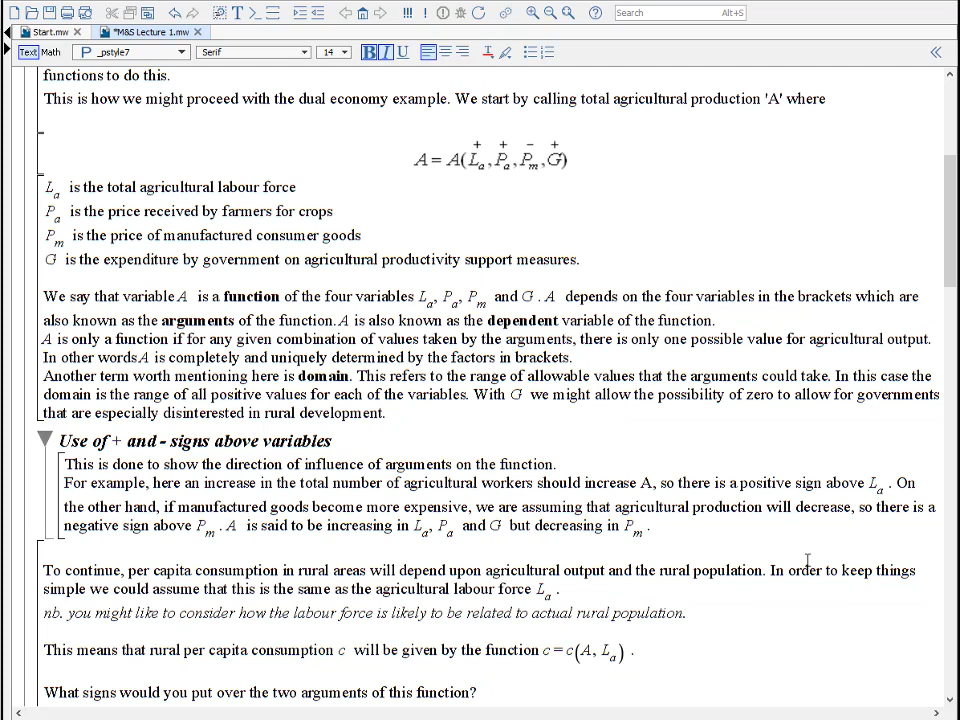 Search Alt+S
Start.mw *M&S Lecture 1.mw
Text Math P _pstyle7 Serif 14 B I U
functions to do this.
This is how we might proceed with the dual economy example. We start by calling total agricultural production 'A' where
+ + - +
A = A(L_a, P_a, P_m, G)
L_a is the total agricultural labour force
P_a is the price received by farmers for crops
P_m is the price of manufactured consumer goods
G is the expenditure by government on agricultural productivity support measures.
We say that variable A is a function of the four variables L_a, P_a, P_m and G . A depends on the four variables in the brackets which are
also known as the arguments of the function. A is also known as the dependent variable of the function.
A is only a function if for any given combination of values taken by the arguments, there is only one possible value for agricultural output.
In other words A is completely and uniquely determined by the factors in brackets.
Another term worth mentioning here is domain. This refers to the range of allowable values that the arguments could take. In this case the
domain is the range of all positive values for each of the variables. With G we might allow the possibility of zero to allow for governments
that are especially disinterested in rural development.
Use of + and - signs above variables
This is done to show the direction of influence of arguments on the function.
For example, here an increase in the total number of agricultural workers should increase A, so there is a positive sign above L_a . On
the other hand, if manufactured goods become more expensive, we are assuming that agricultural production will decrease, so there is a
negative sign above P_m . A is said to be increasing in L_a, P_a and G but decreasing in P_m .
To continue, per capita consumption in rural areas will depend upon agricultural output and the rural population. In order to keep things
simple we could assume that this is the same as the agricultural labour force L_a .
nb. you might like to consider how the labour force is likely to be related to actual rural population.
This means that rural per capita consumption c will be given by the function c = c(A, L_a) .
What signs would you put over the two arguments of this function?